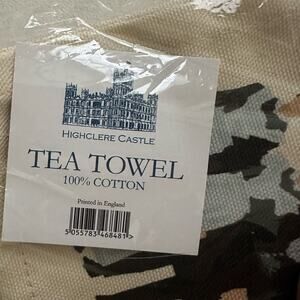 HIGHCLERE CASTLE
TEA TOWEL
100% COTTON
Printed in England
5 055783 468481 >